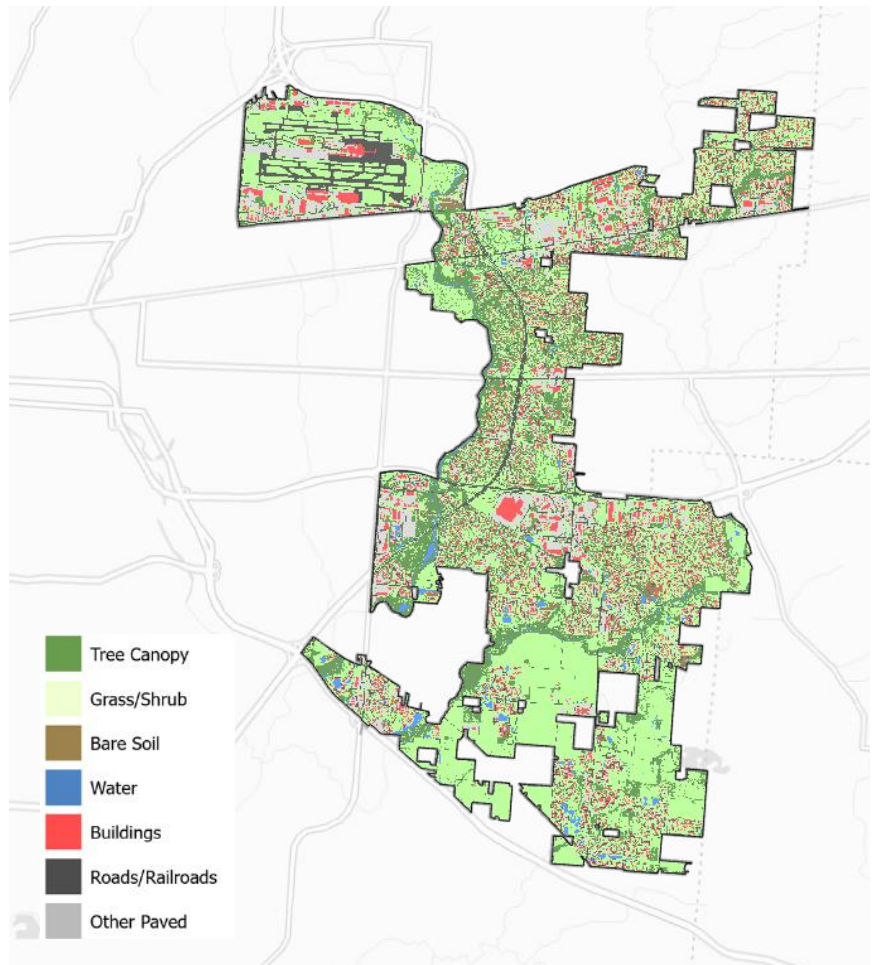 Tree Canopy
Grass/Shrub
Bare Soil
Water
Buildings
Roads/Railroads
Other Paved